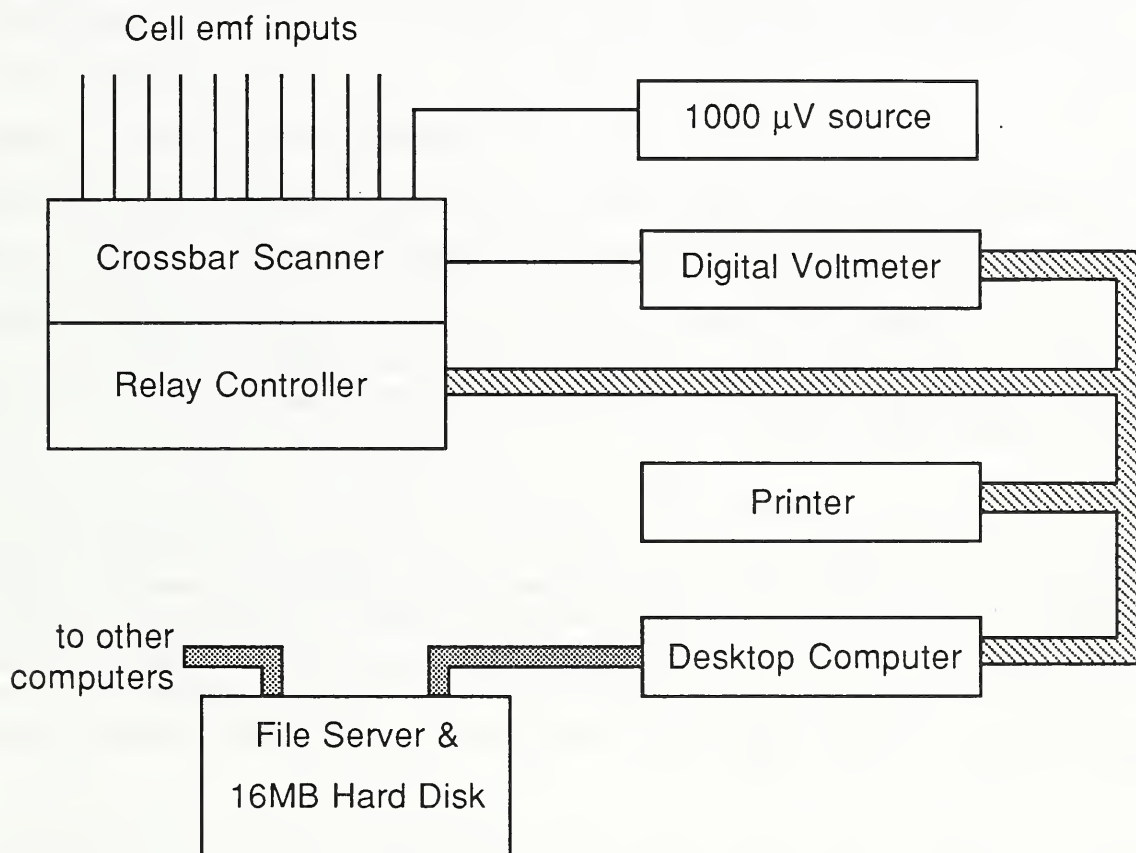 Cell emf inputs
1000 µV source
Crossbar Scanner
Digital Voltmeter
Relay Controller
Printer
to other
computers
Desktop Computer
File Server &
16MB Hard Disk